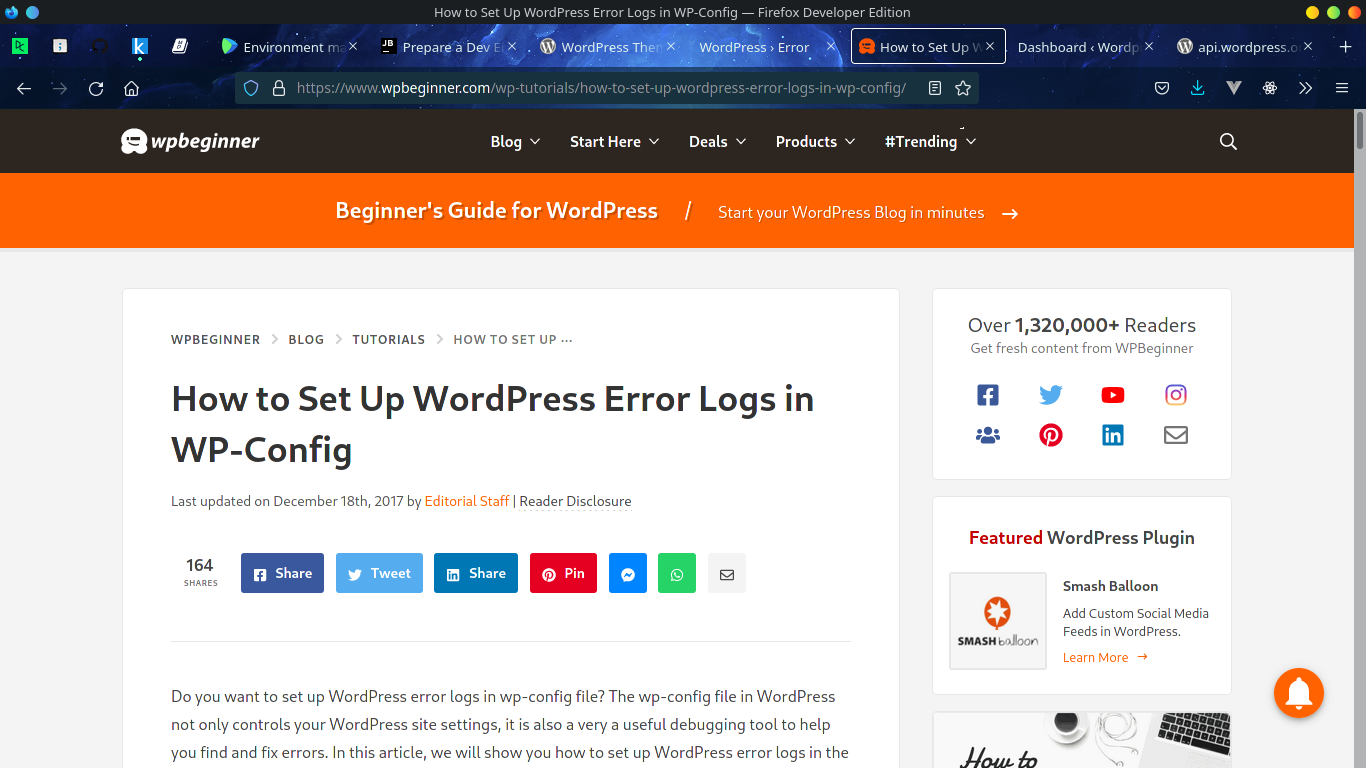 How to Set Up WordPress Error Logs in WP-Config — Firefox Developer Edition
Environment ma
Prepare a Dev E
WordPress Them
WordPress › Error
How to Set Up W
Dashboard ‹ Wordp
api.wordpress.o
https://www.wpbeginner.com/wp-tutorials/how-to-set-up-wordpress-error-logs-in-wp-config/
wpbeginner
Blog
Start Here
Deals
Products
#Trending
Beginner's Guide for WordPress / Start your WordPress Blog in minutes →
WPBEGINNER
BLOG
TUTORIALS
HOW TO SET UP ···
How to Set Up WordPress Error Logs in
WP-Config
Last updated on December 18th, 2017 by Editorial Staff | Reader Disclosure
164
SHARES
Share
Tweet
Share
Pin
Do you want to set up WordPress error logs in wp-config file? The wp-config file in WordPress
not only controls your WordPress site settings, it is also a very a useful debugging tool to help
you find and fix errors. In this article, we will show you how to set up WordPress error logs in the
Over 1,320,000+ Readers
Get fresh content from WPBeginner
Featured WordPress Plugin
SMASH balloon
Smash Balloon
Add Custom Social Media
Feeds in WordPress.
Learn More →
How to